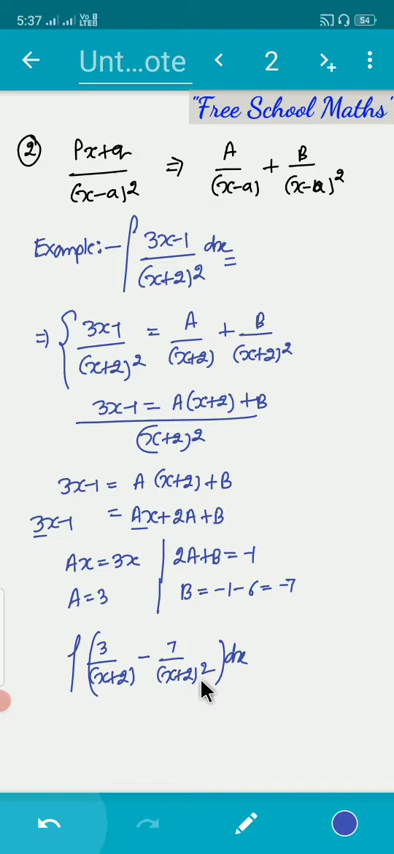 5:37 Vo LTE 54
Unt...ote < 2
"Free School Maths"
② Px+q/(x-a)² ⇒ A/(x-a) + B/(x-a)²
Example:- ∫ 3x-1/(x+2)² dx =
⇒ { 3x-1/(x+2)² = A/(x+2) + B/(x+2)²
3x-1 = A(x+2)+B
(x+2)²
3x-1 = A (x+2)+B
3x-1 = Ax+2A+B
Ax = 3x | 2A+B = -1
A = 3 | B = -1-6 = -7
∫ (3/(x+2) - 7/(x+2)²) dx